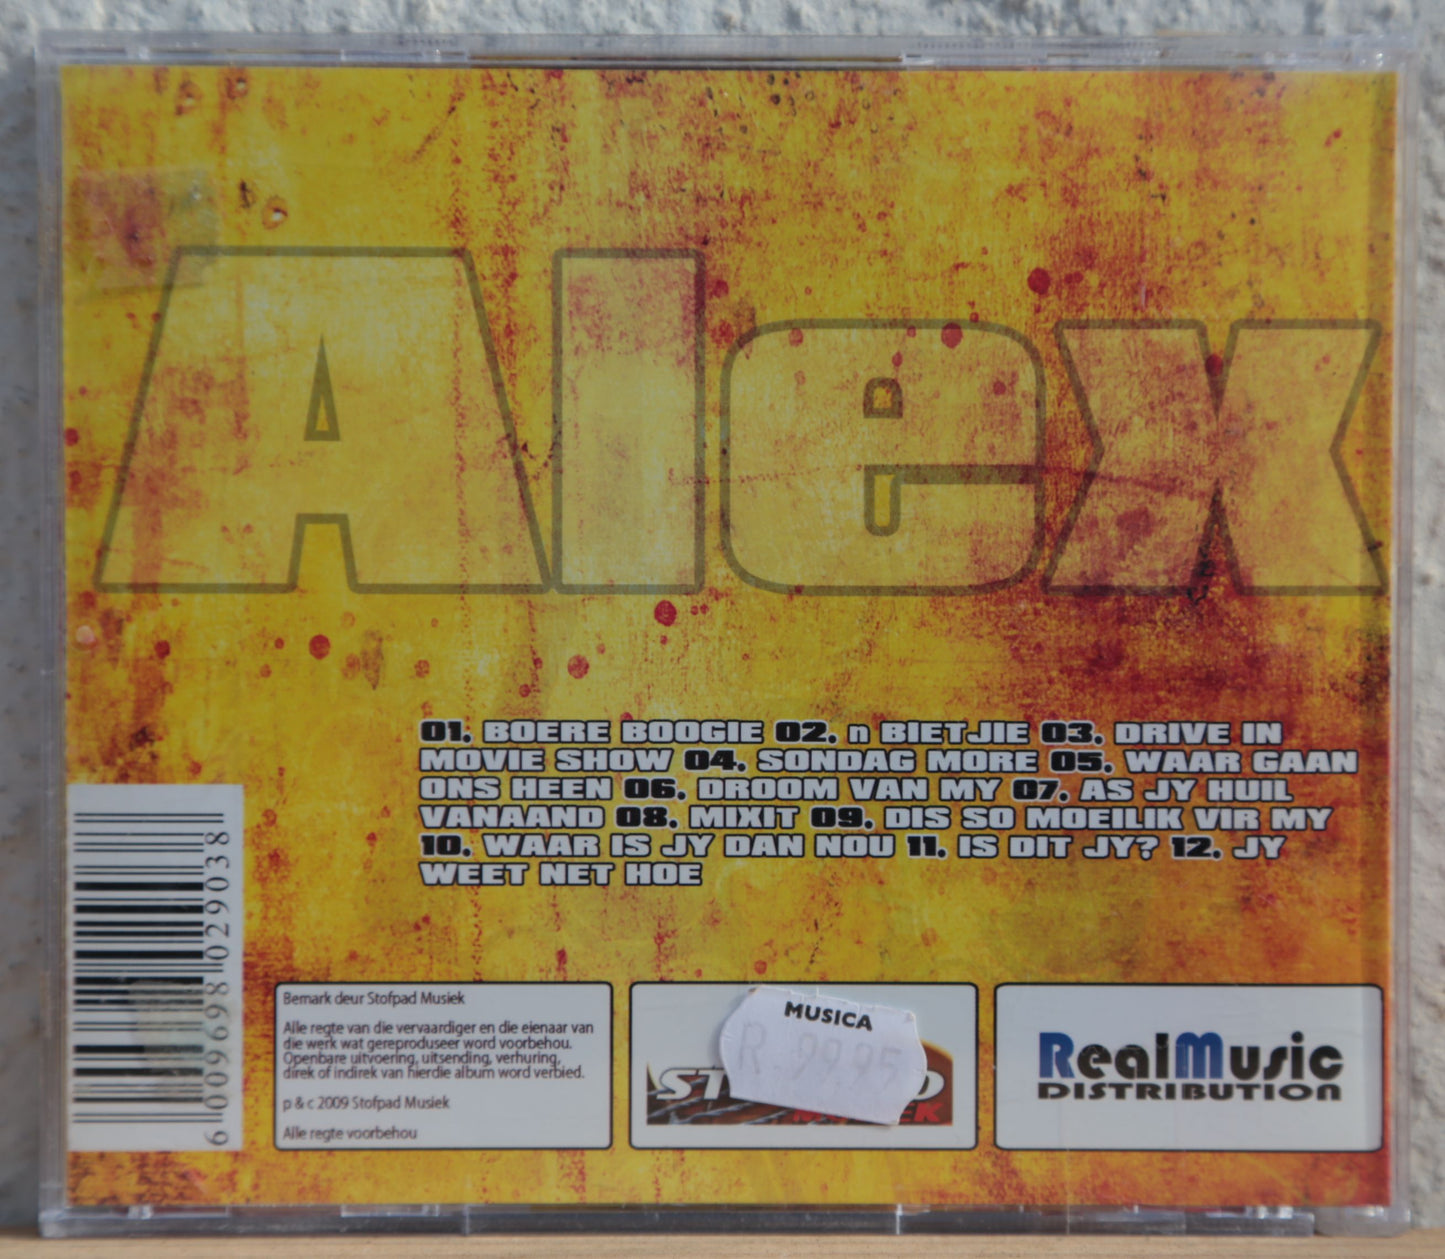 Alex
01. BOERE BOOGIE 02. n BIETJIE 03. DRIVE IN
MOVIE SHOW 04. SONDAG MORE 05. WAAR GAAN
ONS HEEN 06. DROOM VAN MY 07. AS JY HUIL
VANAAND 08. MIXIT 09. DIS SO MOEILIK VIR MY
10. WAAR IS JY DAN NOU 11. IS DIT JY? 12. JY
WEET NET HOE
6 009698 029038
Bemark deur Stofpad Musiek
Alle regte van die vervaardiger en die eienaar van
die werk wat gereproduseer word voorbehou.
Openbare uitvoering, uitsending, verhuring,
direk of indirek van hierdie album word verbied.
p & c 2009 Stofpad Musiek
Alle regte voorbehou
MUSICA
R 99.95
RealMusic
DISTRIBUTION